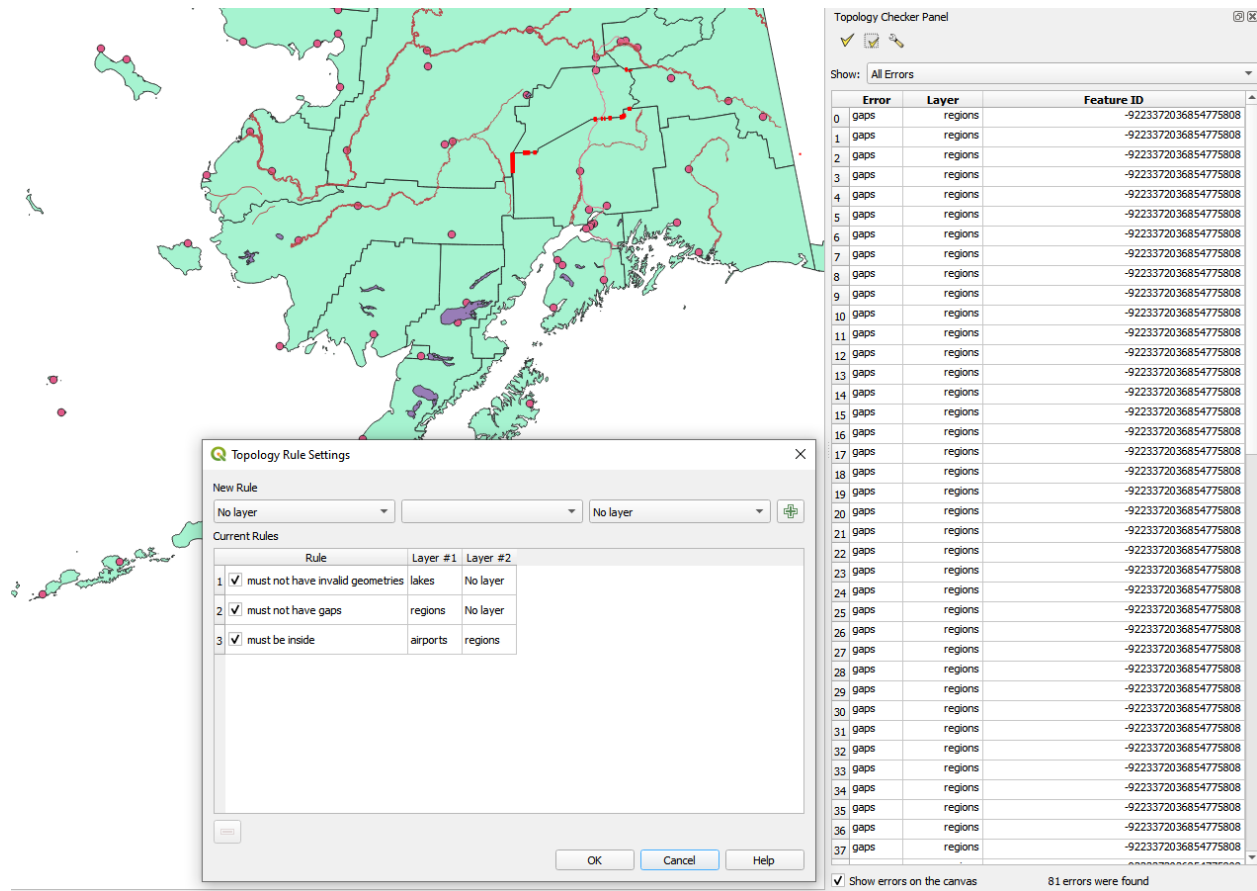 Topology Checker Panel
Show: All Errors
Error Layer Feature ID
0 gaps regions -9223372036854775808
1 gaps regions -9223372036854775808
2 gaps regions -9223372036854775808
3 gaps regions -9223372036854775808
4 gaps regions -9223372036854775808
5 gaps regions -9223372036854775808
6 gaps regions -9223372036854775808
7 gaps regions -9223372036854775808
8 gaps regions -9223372036854775808
9 gaps regions -9223372036854775808
10 gaps regions -9223372036854775808
11 gaps regions -9223372036854775808
12 gaps regions -9223372036854775808
13 gaps regions -9223372036854775808
14 gaps regions -9223372036854775808
15 gaps regions -9223372036854775808
16 gaps regions -9223372036854775808
17 gaps regions -9223372036854775808
18 gaps regions -9223372036854775808
19 gaps regions -9223372036854775808
20 gaps regions -9223372036854775808
21 gaps regions -9223372036854775808
22 gaps regions -9223372036854775808
23 gaps regions -9223372036854775808
24 gaps regions -9223372036854775808
25 gaps regions -9223372036854775808
26 gaps regions -9223372036854775808
27 gaps regions -9223372036854775808
28 gaps regions -9223372036854775808
29 gaps regions -9223372036854775808
30 gaps regions -9223372036854775808
31 gaps regions -9223372036854775808
32 gaps regions -9223372036854775808
33 gaps regions -9223372036854775808
34 gaps regions -9223372036854775808
35 gaps regions -9223372036854775808
36 gaps regions -9223372036854775808
37 gaps regions -9223372036854775808
Show errors on the canvas 81 errors were found
Topology Rule Settings
New Rule
No layer No layer
Current Rules
Rule Layer #1 Layer #2
1 must not have invalid geometries lakes No layer
2 must not have gaps regions No layer
3 must be inside airports regions
OK Cancel Help